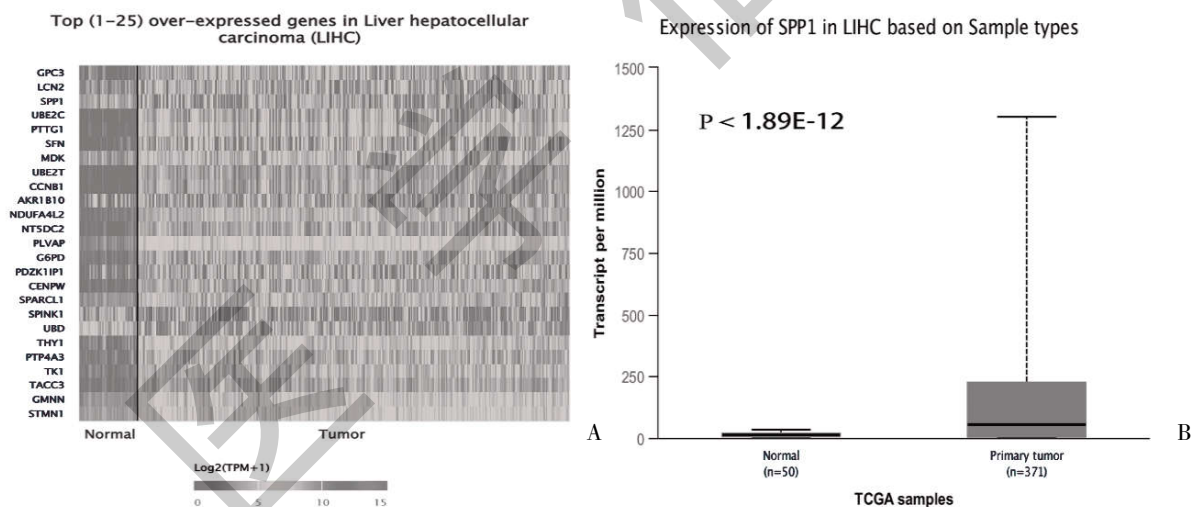 Top (1-25) over-expressed genes in Liver hepatocellular
carcinoma (LIHC)
GPC3
LCN2
SPP1
UBE2C
PTTG1
SFN
MDK
UBE2T
CCNB1
AKR1B10
NDUFA4L2
NT5DC2
PLVAP
G6PD
PDZK1IP1
CENPW
SPARCL1
SPINK1
UBD
THY1
PTP4A3
TK1
TACC3
GMNN
STMN1
Normal
Tumor
Log2(TPM+1)
0
5
10
15
A
Expression of SPP1 in LIHC based on Sample types
P < 1.89E-12
Transcript per million
1500
1250
1000
750
500
250
0
Normal
(n=50)
Primary tumor
(n=371)
TCGA samples
B
医学